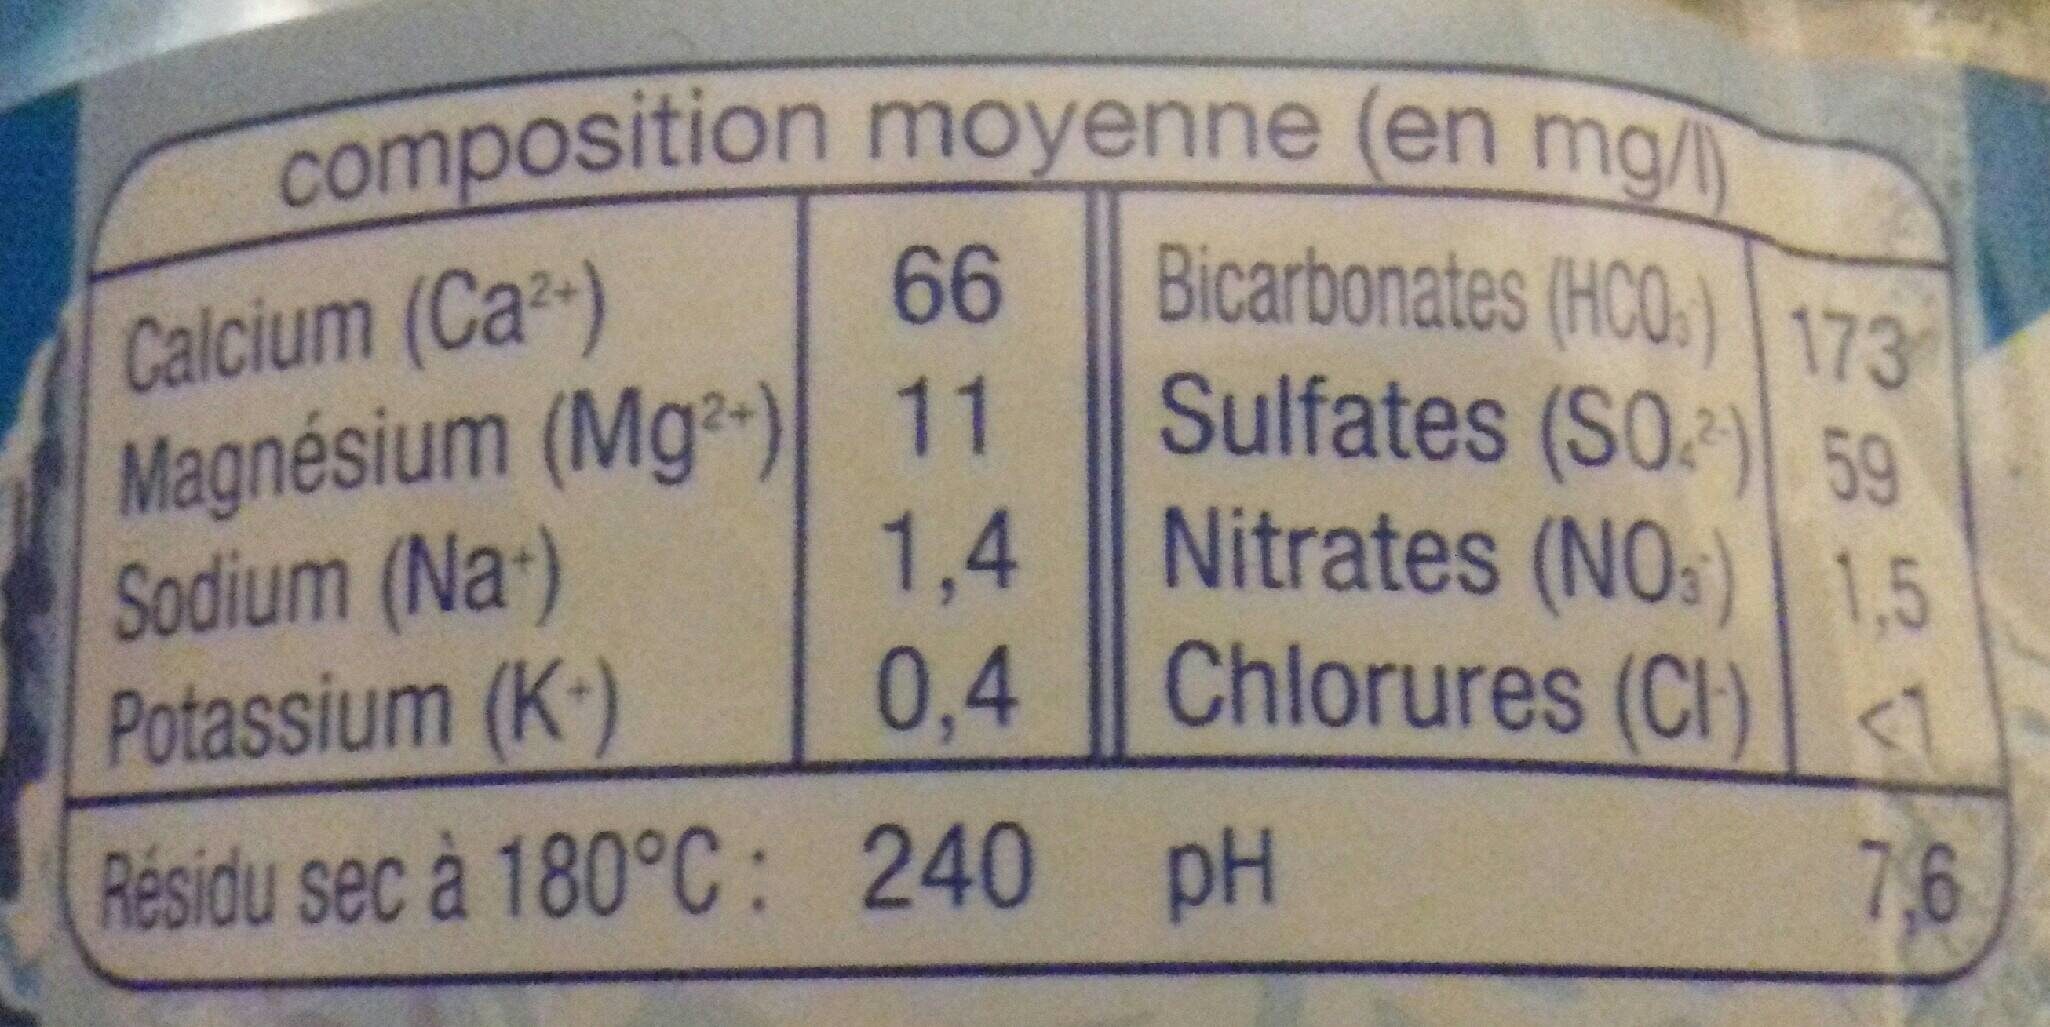 composition moyenne (en mg/l)
Calcium (Ca²⁺) 66 Bicarbonates (HCO₃⁻) 173
Magnésium (Mg²⁺) 11 Sulfates (SO₄²⁻) 59
Sodium (Na⁺) 1,4 Nitrates (NO₃⁻) 1,5
Potassium (K⁺) 0,4 Chlorures (Cl⁻) <1
Résidu sec à 180°C : 240 pH 7,6